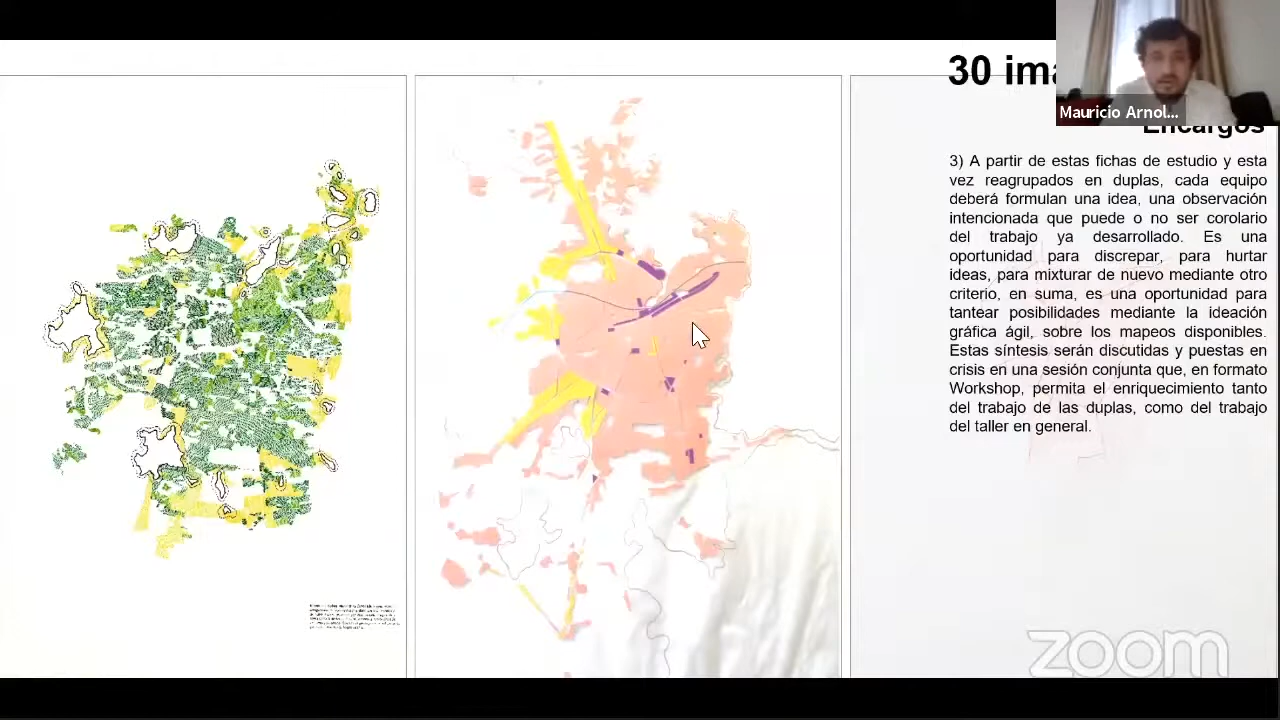 30 ima
Mauricio Arnol...
Encargos
3) A partir de estas fichas de estudio y esta
vez reagrupados en duplas, cada equipo
deberá formulan una idea, una observación
intencionada que puede o no ser corolario
del trabajo ya desarrollado. Es una
oportunidad para discrepar, para hurtar
ideas, para mixturar de nuevo mediante otro
criterio, en suma, es una oportunidad para
tantear posibilidades mediante la ideación
gráfica ágil, sobre los mapeos disponibles.
Estas síntesis serán discutidas y puestas en
crisis en una sesión conjunta que, en formato
Workshop, permita el enriquecimiento tanto
del trabajo de las duplas, como del trabajo
del taller en general.
zoom